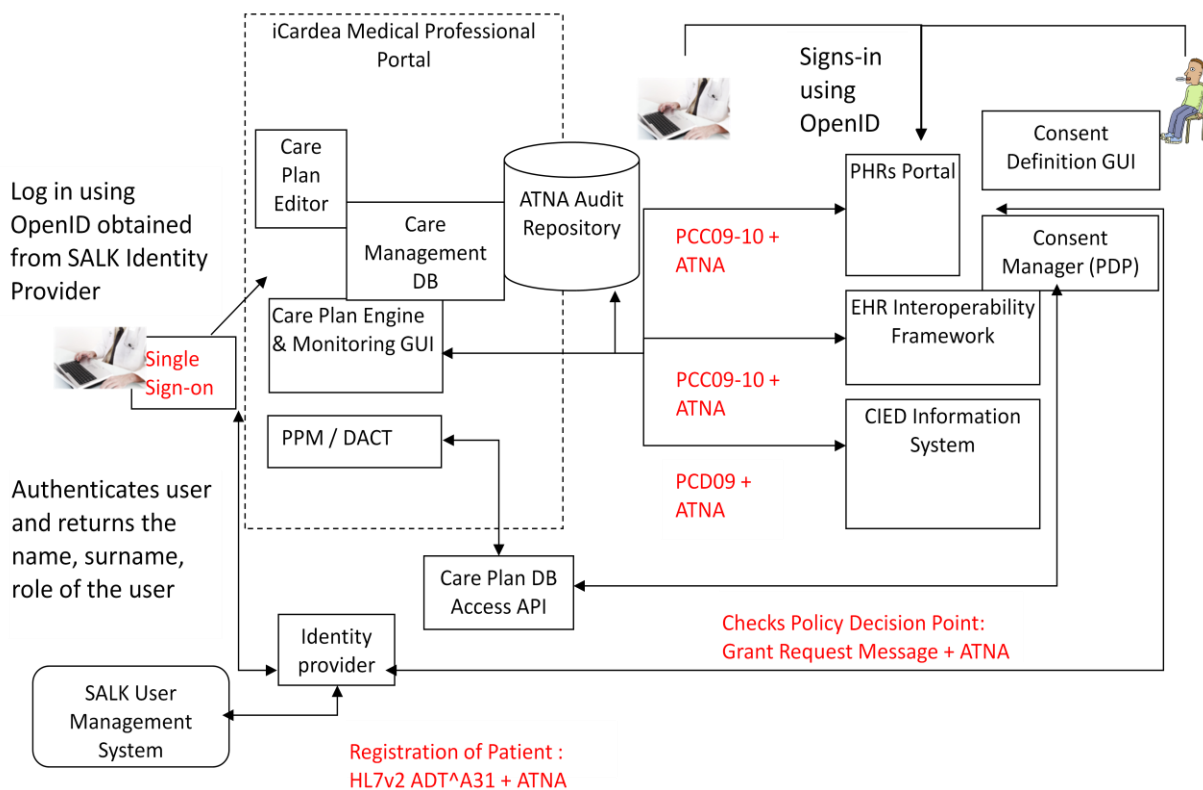 iCardea Medical Professional
Portal
Signs-in
using
OpenID
Care
Plan
Editor
Consent
Definition GUI
PHRs Portal
ATNA Audit
Repository
Log in using
OpenID obtained
from SALK Identity
Provider
Care
Management
DB
PCC09-10 +
ATNA
Consent
Manager (PDP)
Care Plan Engine
& Monitoring GUI
EHR Interoperability
Framework
Single
Sign-on
PCC09-10 +
ATNA
CIED Information
System
PPM / DACT
PCD09 +
ATNA
Authenticates user
and returns the
name, surname,
role of the user
Care Plan DB
Access API
Checks Policy Decision Point:
Grant Request Message + ATNA
Identity
provider
SALK User
Management
System
Registration of Patient :
HL7v2 ADT^A31 + ATNA